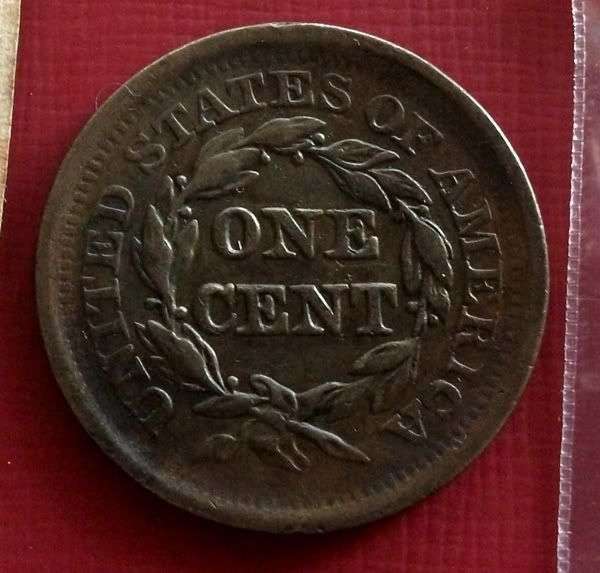 UNITED STATES OF AMERICA
ONE
CENT